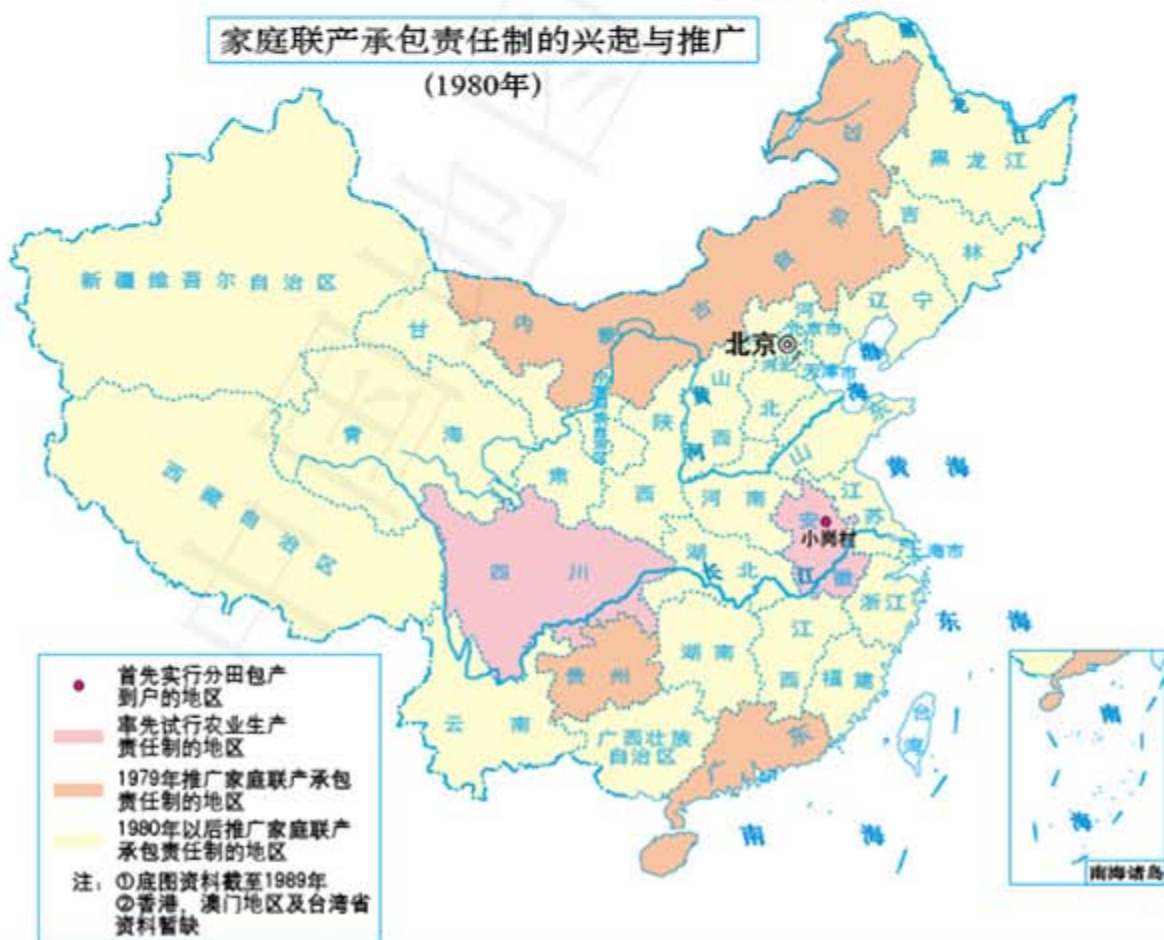 家庭联产承包责任制的兴起与推广
(1980年)
黑龙江
黑龙江
内蒙古自治区
吉林
辽宁
新疆维吾尔自治区
甘肃
北京市
北京
河北
天津市
渤海
山西
黄河
陕西
山东
青海
西藏自治区
河南
江苏
黄海
安徽
小岗村
四川
湖北
长江
上海市
浙江
东海
湖南
江西
福建
贵州
云南
广西壮族
自治区
广东
台湾
南海
南海
南海诸岛
首先实行分田包产
到户的地区
率先试行农业生产
责任制的地区
1979年推广家庭联产承包
责任制的地区
1980年以后推广家庭联产
承包责任制的地区
注：①底图资料截至1989年
②香港、澳门地区及台湾省
资料暂缺